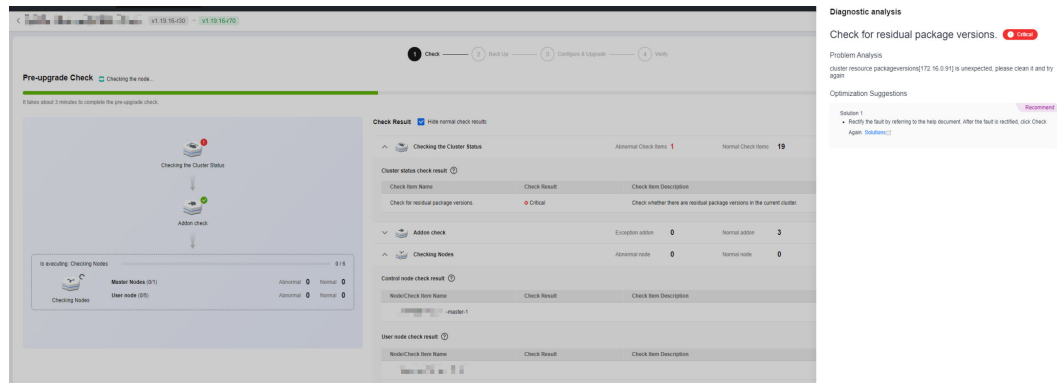 v1.19.16-r30 → v1.19.16-r70
1 Check
2 Back Up
3 Configure & Upgrade
4 Verify
Pre-upgrade Check Checking the node...
It takes about 3 minutes to complete the pre-upgrade check.
Checking the Cluster Status
Addon check
Is executing: Checking Nodes 0 / 6
Checking Nodes
Master Nodes (0/1) Abnormal 0 Normal 0
User node (0/5) Abnormal 0 Normal 0
Check Result Hide normal check results
Checking the Cluster Status Abnormal Check Items 1 Normal Check Items 19
Cluster status check result
Check Item Name Check Result Check Item Description
Check for residual package versions. Critical Check whether there are residual package versions in the current cluster.
Addon check Exception addon 0 Normal addon 3
Checking Nodes Abnormal node 0 Normal node 0
Control node check result
Node/Check Item Name Check Result Check Item Description
-master-1
User node check result
Node/Check Item Name Check Result Check Item Description
Diagnostic analysis
Check for residual package versions. Critical
Problem Analysis
cluster resource packageversions[172.16.0.91] is unexpected, please clean it and try
again
Optimization Suggestions
Recommend
Solution 1
• Rectify the fault by referring to the help document. After the fault is rectified, click Check
Again. Solutions